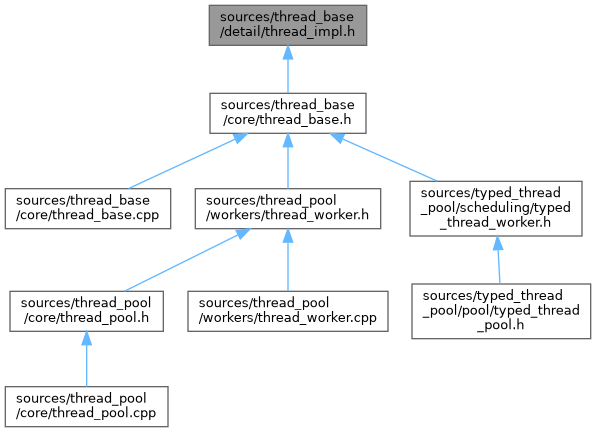 sources/thread_base
/detail/thread_impl.h
sources/thread_base
/core/thread_base.h
sources/thread_base
/core/thread_base.cpp
sources/thread_pool
/workers/thread_worker.h
sources/typed_thread
_pool/scheduling/typed
_thread_worker.h
sources/thread_pool
/core/thread_pool.h
sources/thread_pool
/workers/thread_worker.cpp
sources/typed_thread
_pool/pool/typed_thread
_pool.h
sources/thread_pool
/core/thread_pool.cpp